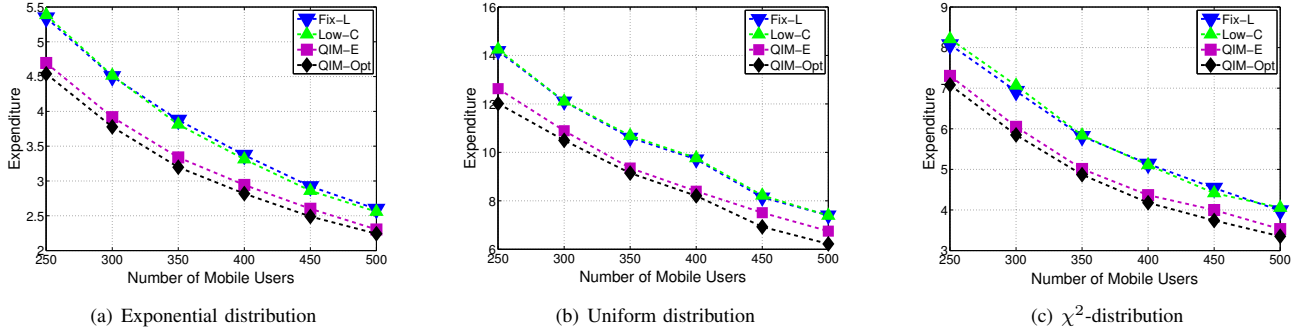 5.5
5
4.5
4
3.5
3
2.5
2
Expenditure
250 300 350 400 450 500
Number of Mobile Users
Fix-L
Low-C
QIM-E
QIM-Opt
(a) Exponential distribution
16
14
12
10
8
6
Expenditure
250 300 350 400 450 500
Number of Mobile Users
Fix-L
Low-C
QIM-E
QIM-Opt
(b) Uniform distribution
9
8
7
6
5
4
3
Expenditure
250 300 350 400 450 500
Number of Mobile Users
Fix-L
Low-C
QIM-E
QIM-Opt
(c) χ²-distribution